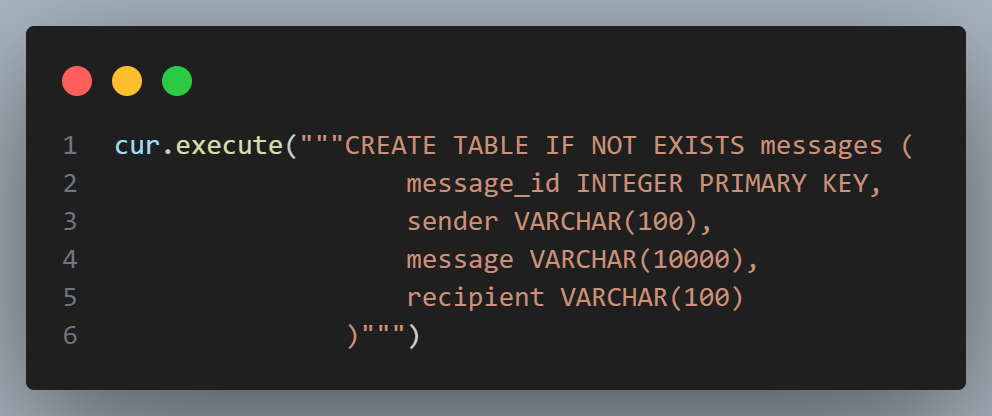 1 cur.execute("""CREATE TABLE IF NOT EXISTS messages (
2 message_id INTEGER PRIMARY KEY,
3 sender VARCHAR(100),
4 message VARCHAR(10000),
5 recipient VARCHAR(100)
6 )""")